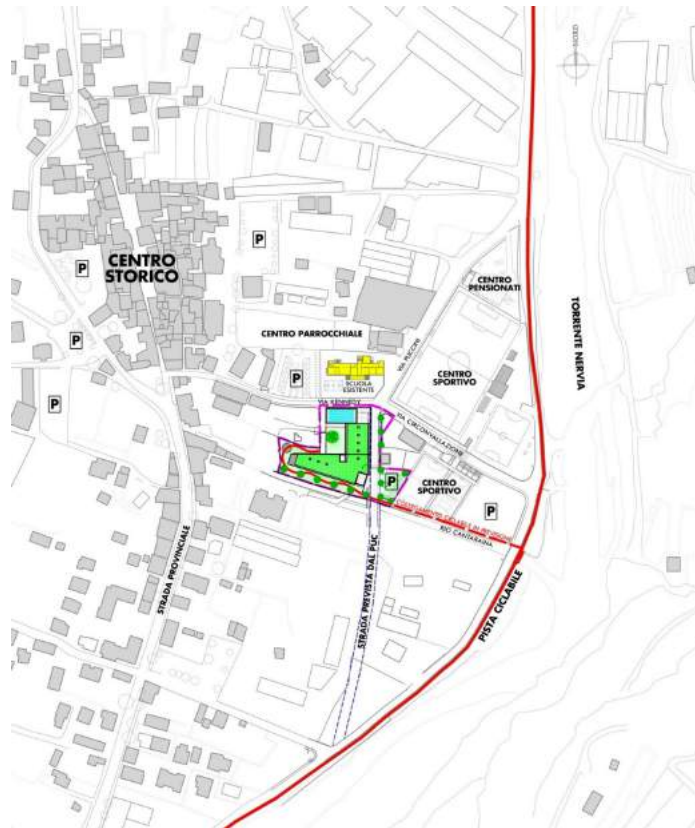 P
CENTRO
STORICO
P
CENTRO
PENSIONATI
TORRENTE NERVIA
P
CENTRO PARROCCHIALE
VIA PUCCINI
CENTRO
SPORTIVO
P
SCUOLA
ESISTENTE
P
VIA KENNEDY
VIA CIRCONVALLAZIONE
P
CENTRO
SPORTIVO
P
RIO CANTARAINA
STRADA PROVINCIALE
STRADA PREVISTA DAL PUC
PISTA CICLABILE